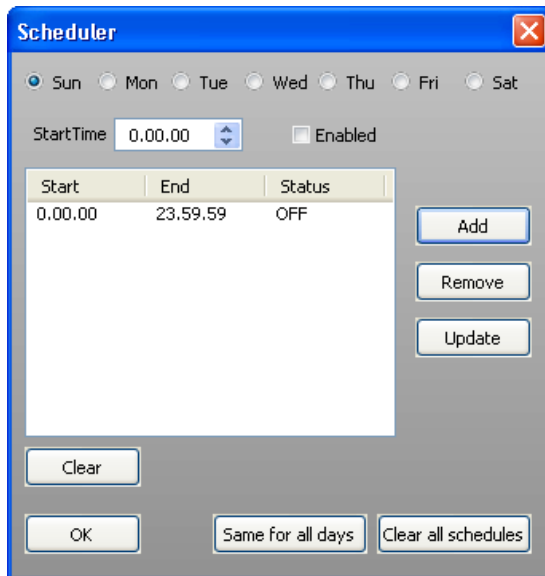 Scheduler
Sun Mon Tue Wed Thu Fri Sat
StartTime 0.00.00 Enabled
Start End Status
0.00.00 23.59.59 OFF
Add
Remove
Update
Clear
OK Same for all days Clear all schedules